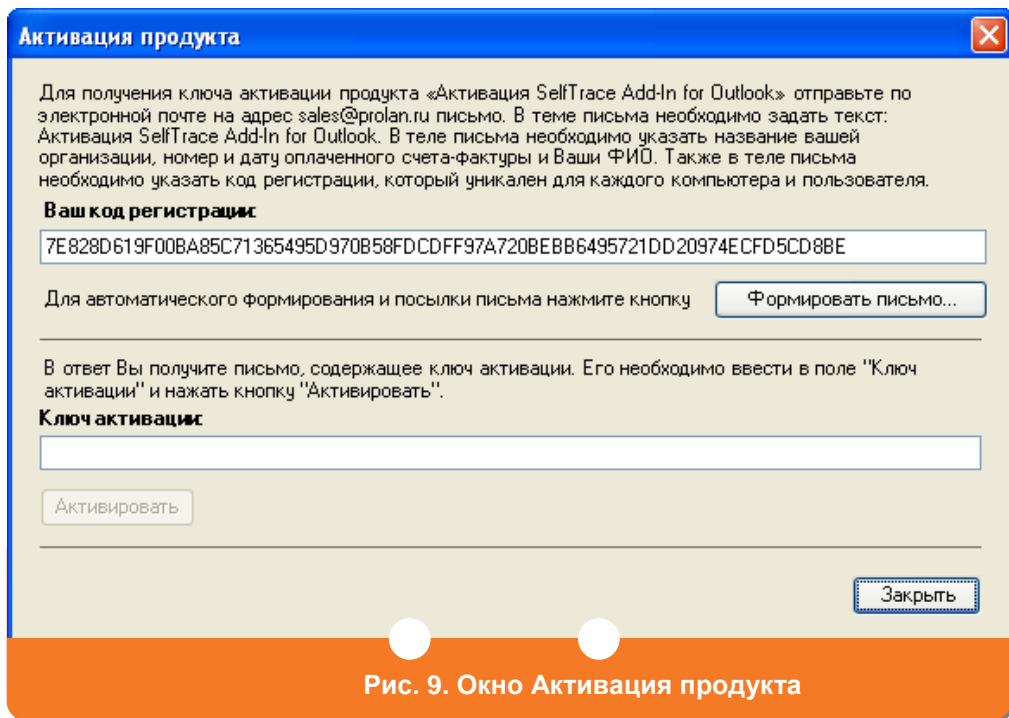 Активация продукта
Для получения ключа активации продукта «Активация SelfTrace Add-In for Outlook» отправьте по
электронной почте на адрес sales@prolan.ru письмо. В теме письма необходимо задать текст:
Активация SelfTrace Add-In for Outlook. В теле письма необходимо указать название вашей
организации, номер и дату оплаченного счета-фактуры и Ваши ФИО. Также в теле письма
необходимо указать код регистрации, который уникален для каждого компьютера и пользователя.
Ваш код регистрации:
7E828D619F00BA85C71365495D970B58FDCDFF97A720BEBB6495721DD20974ECFD5CD8BE
Для автоматического формирования и посылки письма нажмите кнопку
Формировать письмо...
В ответ Вы получите письмо, содержащее ключ активации. Его необходимо ввести в поле "Ключ
активации" и нажать кнопку "Активировать".
Ключ активации:
Активировать
Закрыть
Рис. 9. Окно Активация продукта